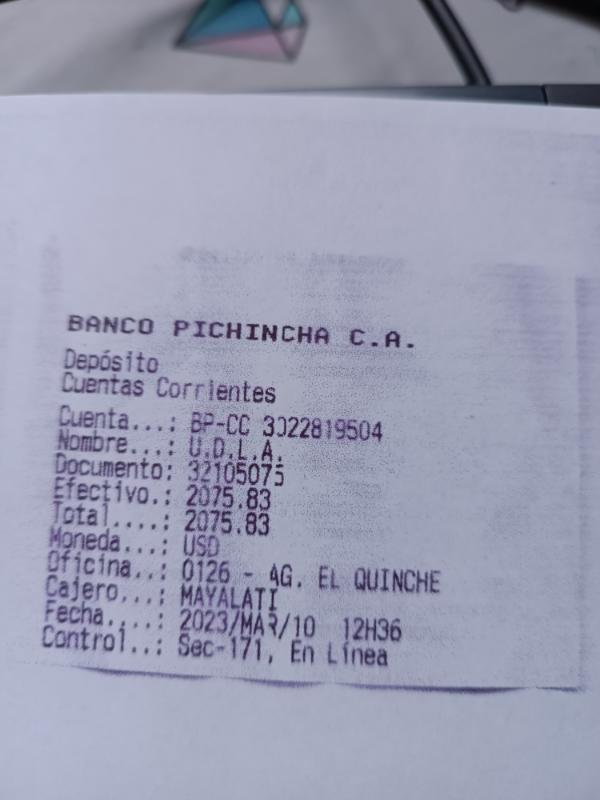 BANCO PICHINCHA C.A.
Depósito
Cuentas Corrientes
Cuenta...: BP-CC 3022819504
Nombre...: U.D.L.A.
Documento: 32105075
Efectivo.: 2075.83
Total....: 2075.83
Moneda...: USD
Oficina..: 0126 - AG. EL QUINCHE
Cajero...: MAYALATI
Fecha....: 2023/MAR/10 12H36
Control..: Sec-171, En Línea